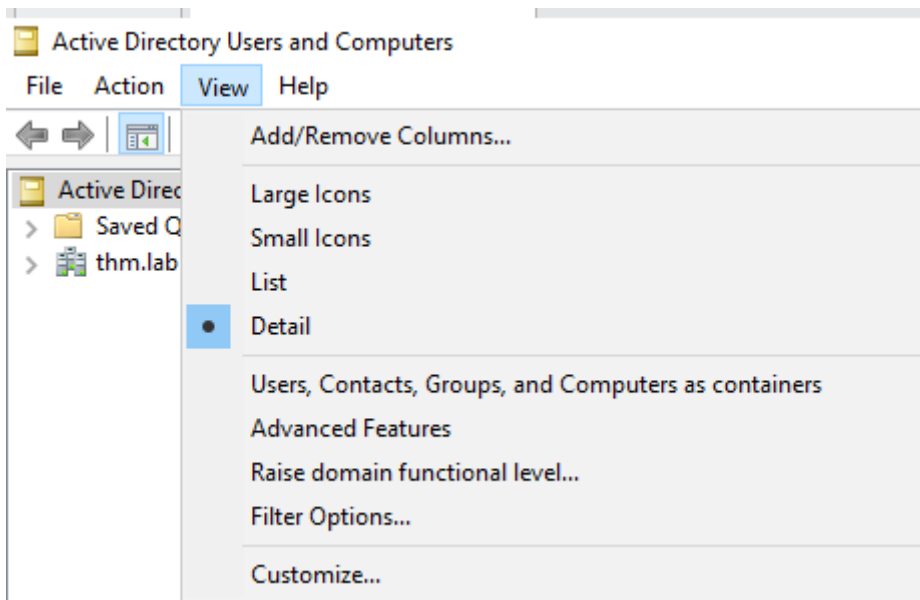 Active Directory Users and Computers
File Action View Help
Add/Remove Columns...
Active Direc
Large Icons
Saved Q
Small Icons
thm.lab
List
Detail
Users, Contacts, Groups, and Computers as containers
Advanced Features
Raise domain functional level...
Filter Options...
Customize...